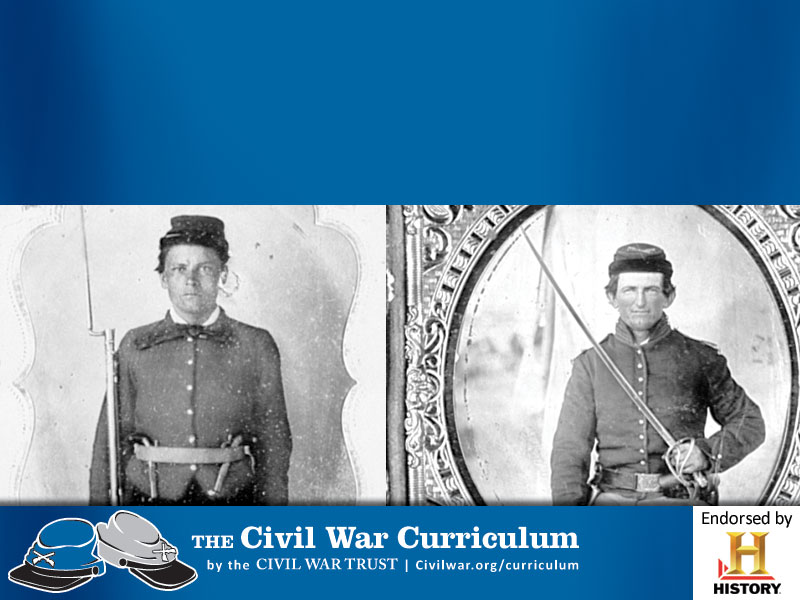 THE Civil War Curriculum
by the CIVIL WAR TRUST | Civilwar.org/curriculum
Endorsed by
H
HISTORY